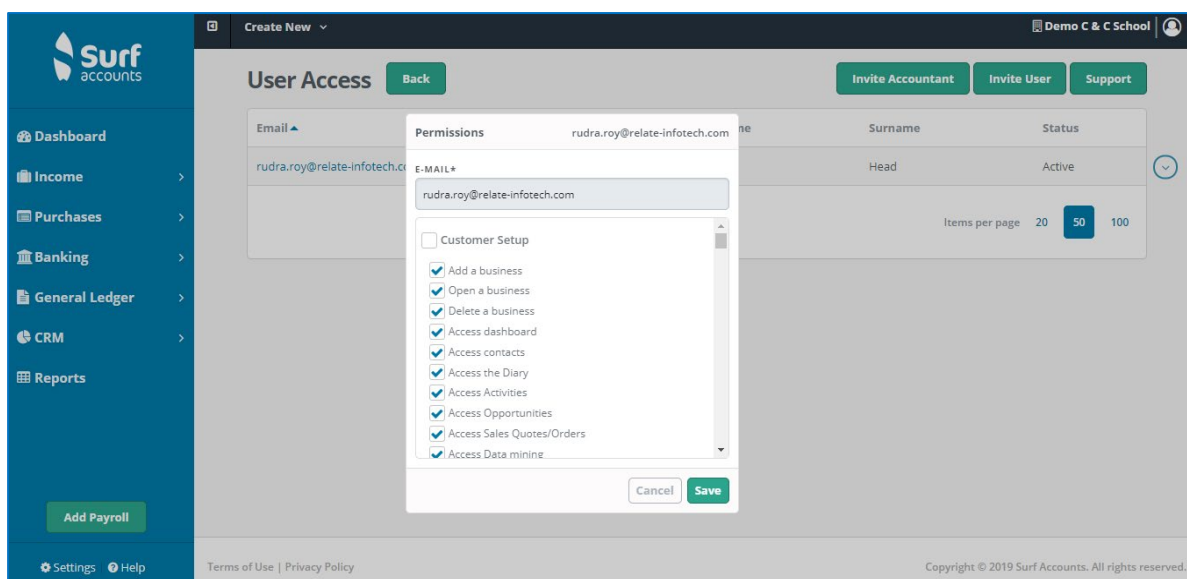 Surf
accounts
Create New
Demo C & C School
User Access
Back
Invite Accountant
Invite User
Support
Dashboard
Income
Purchases
Banking
General Ledger
CRM
Reports
Add Payroll
Settings
Help
Email
Surname
Status
rudra.roy@relate-infotech.co
Head
Active
Items per page 20 50 100
Permissions
rudra.roy@relate-infotech.com
E-MAIL*
rudra.roy@relate-infotech.com
Customer Setup
Add a business
Open a business
Delete a business
Access dashboard
Access contacts
Access the Diary
Access Activities
Access Opportunities
Access Sales Quotes/Orders
Access Data mining
Cancel
Save
Terms of Use | Privacy Policy
Copyright © 2019 Surf Accounts. All rights reserved.